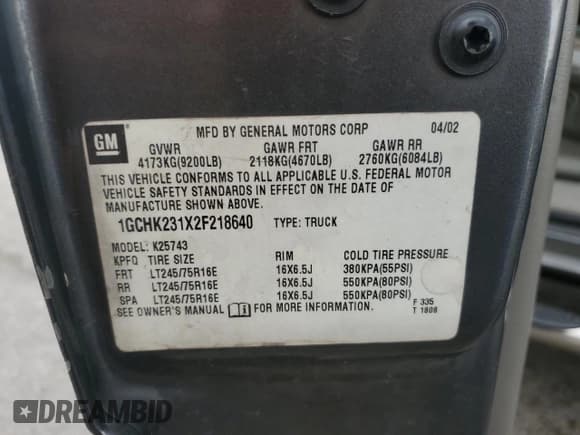 GM
MFD BY GENERAL MOTORS CORP 04/02
GVWR GAWR FRT GAWR RR
4173KG(9200LB) 2118KG(4670LB) 2760KG(6084LB)
THIS VEHICLE CONFORMS TO ALL APPLICABLE U.S. FEDERAL MOTOR
VEHICLE SAFETY STANDARDS IN EFFECT ON THE DATE OF
MANUFACTURE SHOWN ABOVE.
1GCHK231X2F218640 TYPE: TRUCK
MODEL: K25743
KPFQ TIRE SIZE RIM COLD TIRE PRESSURE
FRT LT245/75R16E 16X6.5J 380KPA(55PSI)
RR LT245/75R16E 16X6.5J 550KPA(80PSI)
SPA LT245/75R16E 16X6.5J 550KPA(80PSI)
SEE OWNER'S MANUAL FOR MORE INFORMATION. F 335
T 1808
DREAMBID